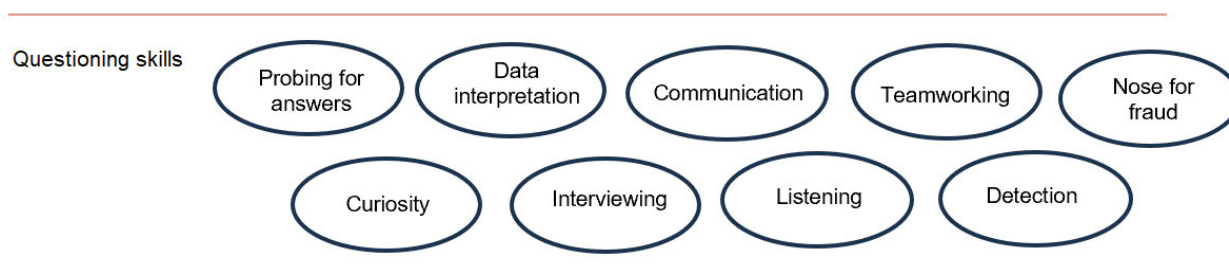 Questioning skills
Probing for
answers
Data
interpretation
Communication
Teamworking
Nose for
fraud
Curiosity
Interviewing
Listening
Detection